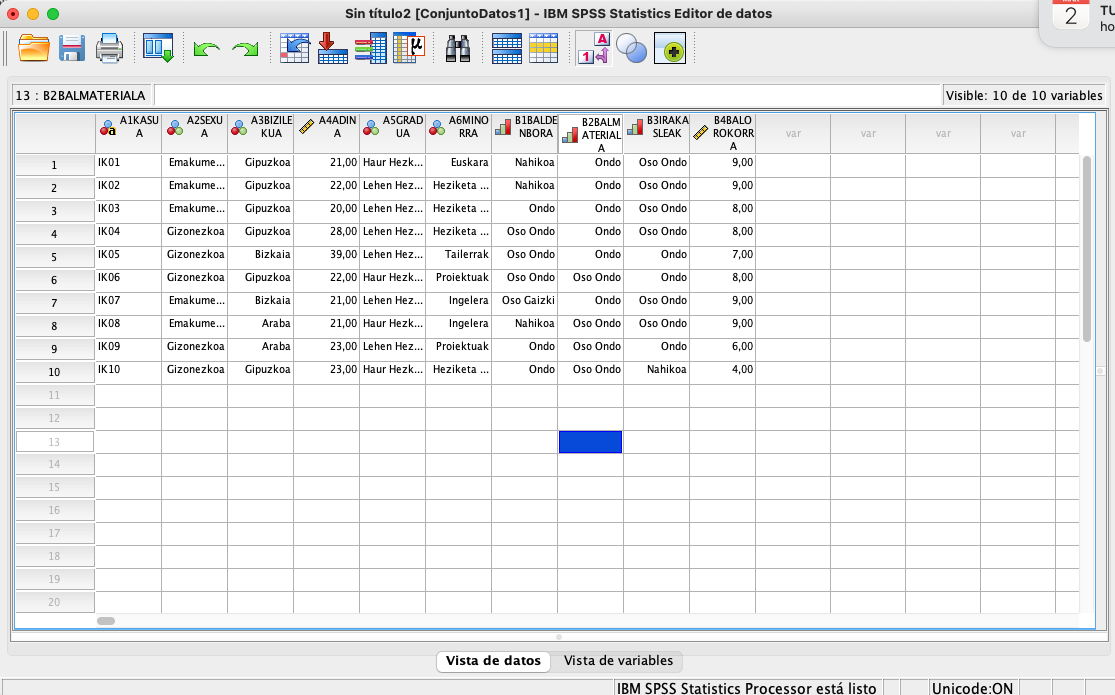 Sin título2 [ConjuntoDatos1] - IBM SPSS Statistics Editor de datos
2
TU
ho
13 : B2BALMATERIALA
Visible: 10 de 10 variables
A1KASUA A2SEXUA A3BIZILEKUA A4ADINA A5GRADUA A6MINORRA B1BALDENBORA B2BALMATERIALA B3IRAKASLEAK B4BALOROKORRA var var var var
1 IK01 Emakume... Gipuzkoa 21,00 Haur Hezk... Euskara Nahikoa Ondo Oso Ondo 9,00
2 IK02 Emakume... Gipuzkoa 22,00 Lehen Hez... Heziketa ... Nahikoa Ondo Oso Ondo 9,00
3 IK03 Emakume... Gipuzkoa 20,00 Lehen Hez... Heziketa ... Ondo Ondo Oso Ondo 8,00
4 IK04 Gizonezkoa Gipuzkoa 28,00 Lehen Hez... Heziketa ... Oso Ondo Ondo Oso Ondo 8,00
5 IK05 Gizonezkoa Bizkaia 39,00 Lehen Hez... Tailerrak Oso Ondo Ondo Ondo 7,00
6 IK06 Gizonezkoa Gipuzkoa 22,00 Haur Hezk... Proiektuak Oso Ondo Oso Ondo Ondo 8,00
7 IK07 Emakume... Bizkaia 21,00 Lehen Hez... Ingelera Oso Gaizki Ondo Oso Ondo 9,00
8 IK08 Emakume... Araba 21,00 Haur Hezk... Ingelera Nahikoa Oso Ondo Oso Ondo 9,00
9 IK09 Gizonezkoa Araba 23,00 Lehen Hez... Proiektuak Ondo Oso Ondo Ondo 6,00
10 IK10 Gizonezkoa Gipuzkoa 23,00 Haur Hezk... Heziketa ... Ondo Oso Ondo Nahikoa 4,00
11
12
13
14
15
16
17
18
19
20
Vista de datos Vista de variables
IBM SPSS Statistics Processor está listo Unicode:ON